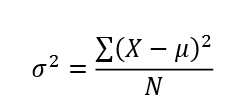 σ² = ∑(X − μ)² / N